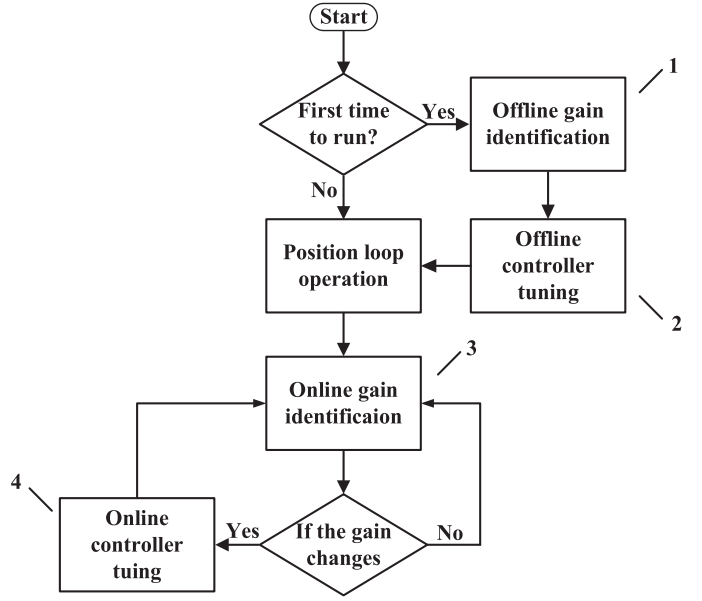 Start
First time
to run?
Yes
Offline gain
identification
1
No
Position loop
operation
Offline
controller
tuning
2
3
Online gain
identificaion
4
Online
controller
tuing
Yes
If the gain
changes
No